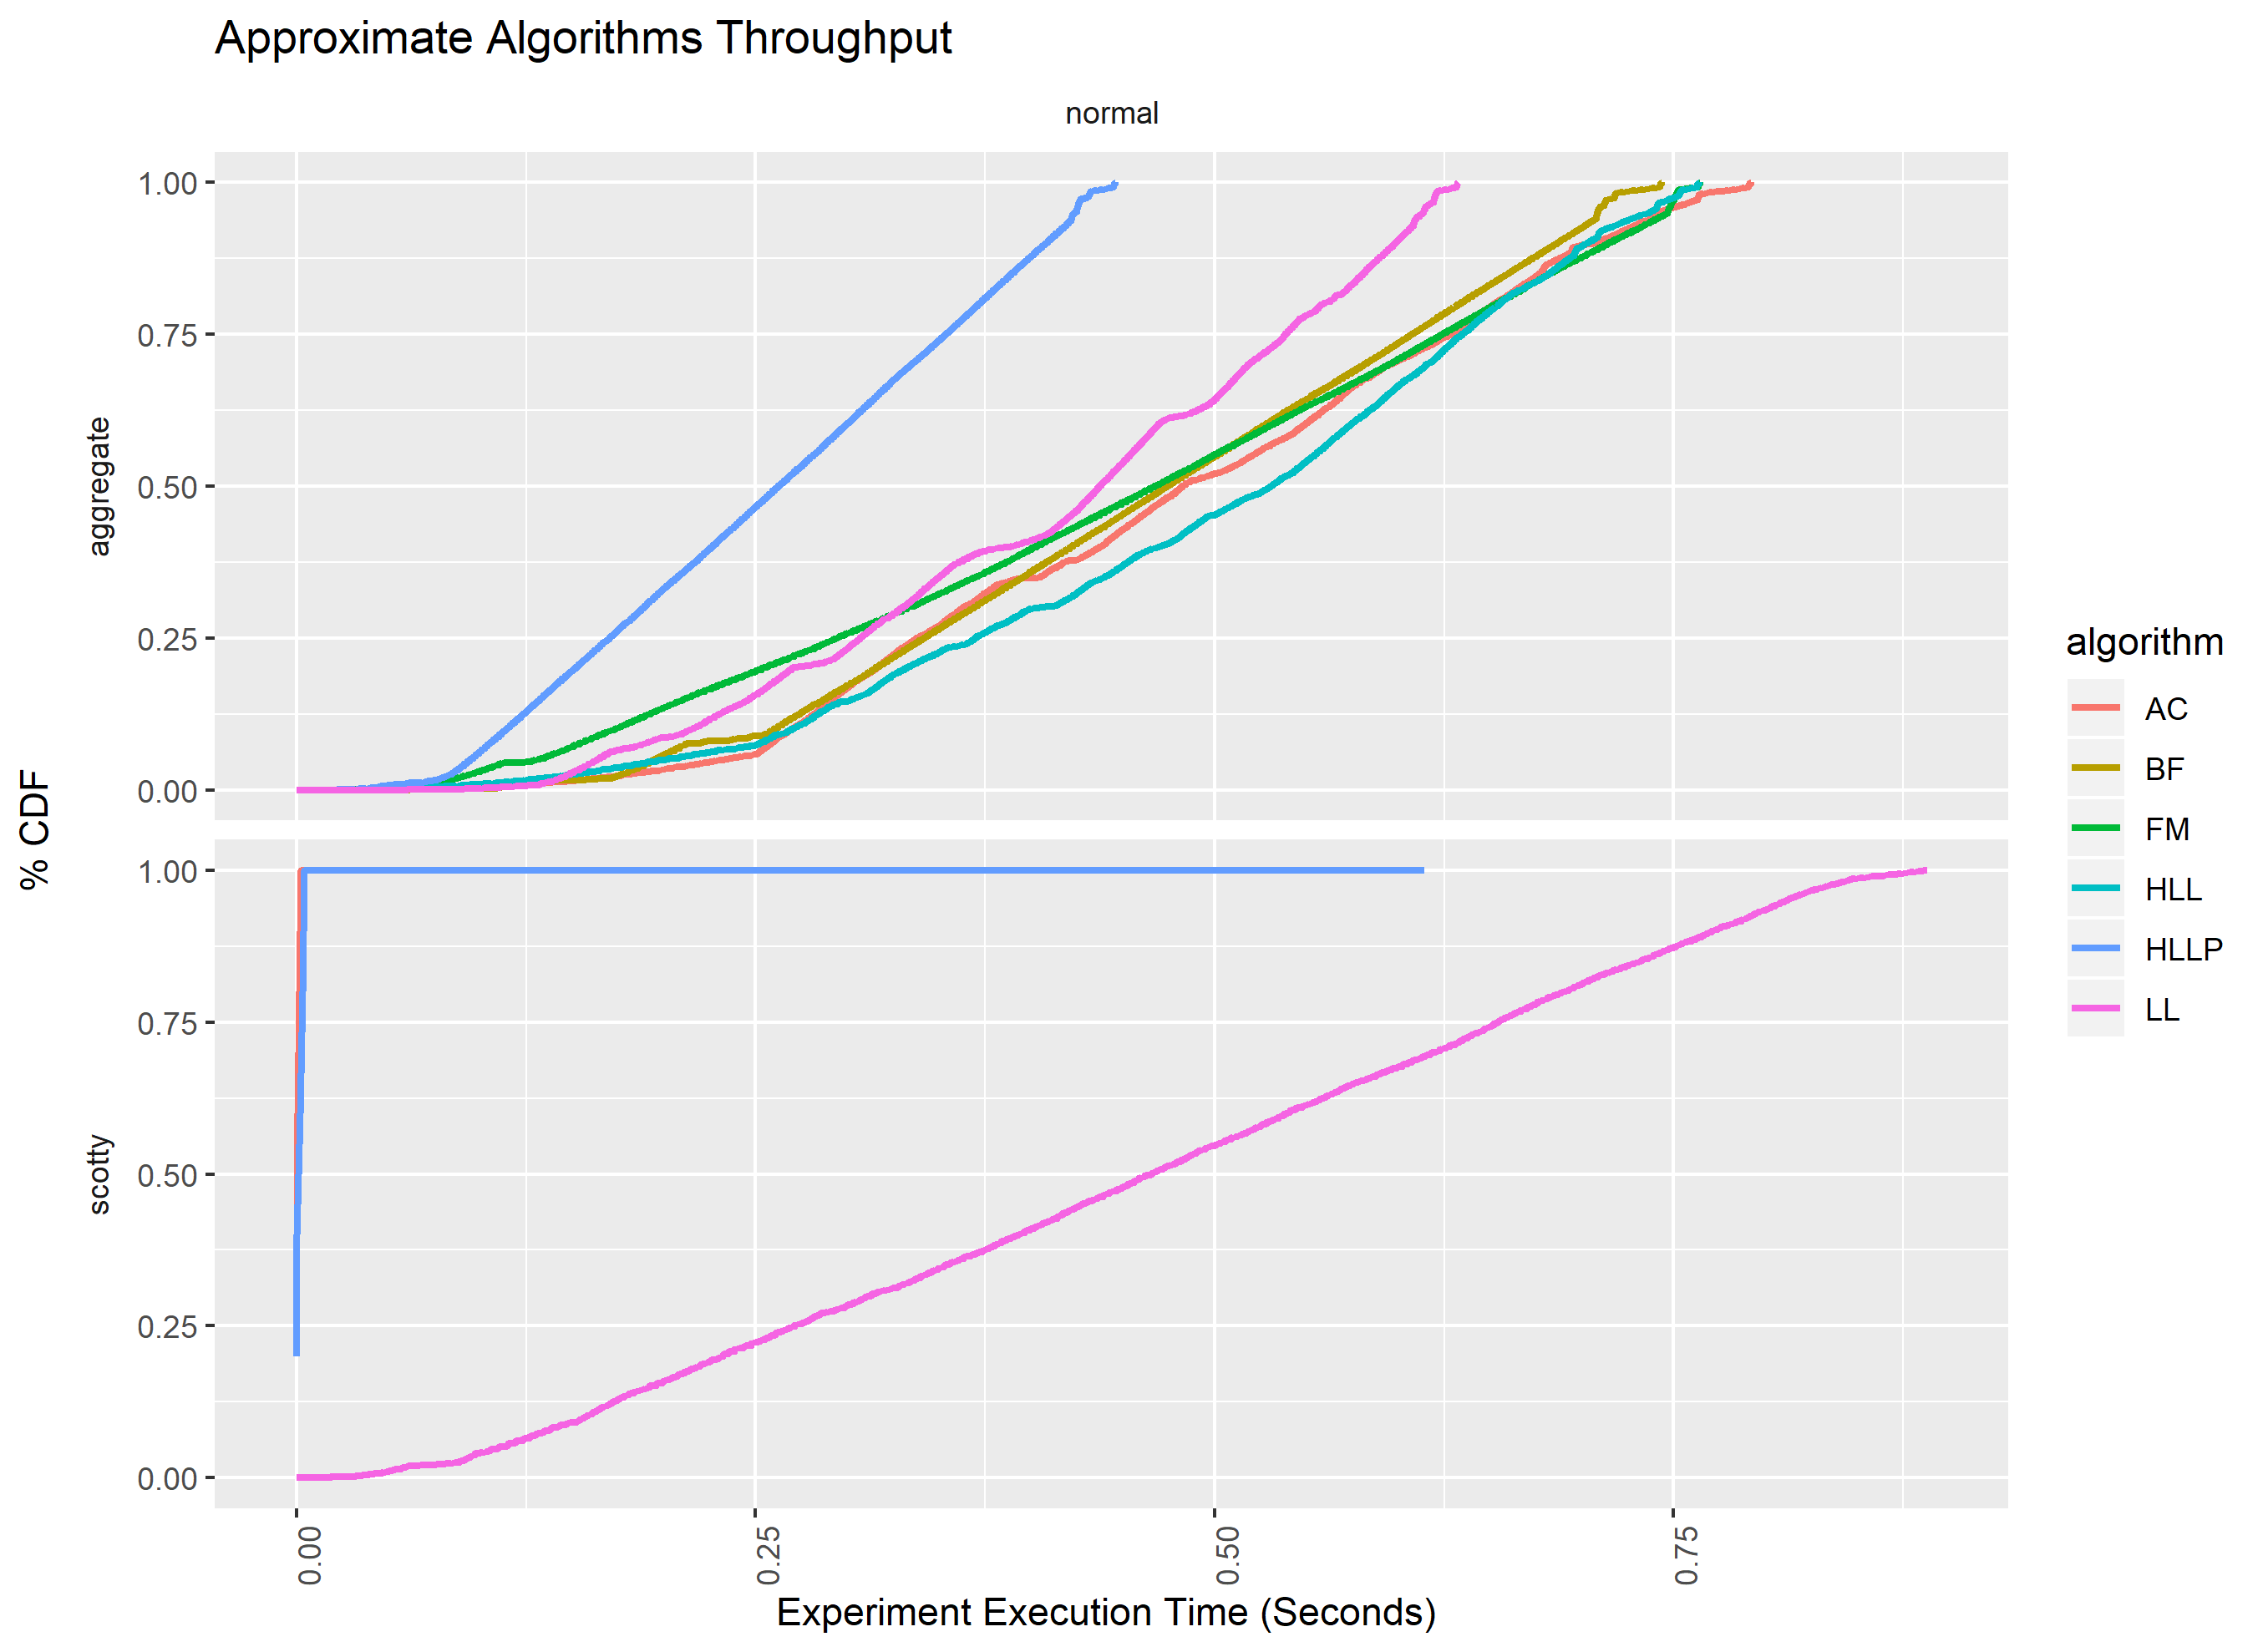 Approximate Algorithms Throughput
normal
1.00
0.75
0.50
0.25
0.00
aggregate
% CDF
1.00
0.75
0.50
0.25
0.00
scotty
0.00
0.25
0.50
0.75
Experiment Execution Time (Seconds)
algorithm
AC
BF
FM
HLL
HLLP
LL